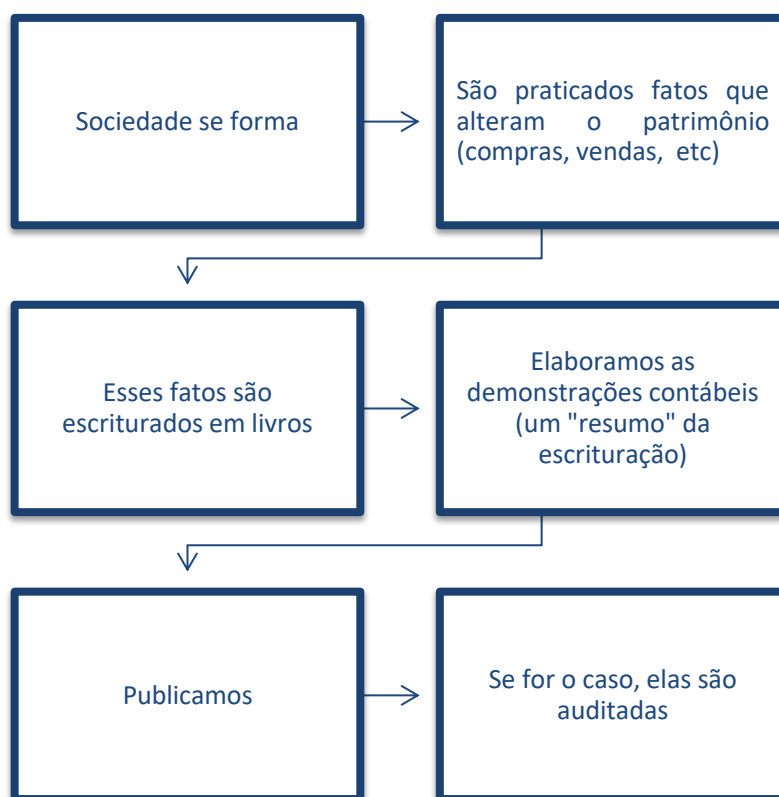 Sociedade se forma
São praticados fatos que
alteram o patrimônio
(compras, vendas, etc)
Esses fatos são
escriturados em livros
Elaboramos as
demonstrações contábeis
(um "resumo" da
escrituração)
Publicamos
Se for o caso, elas são
auditadas